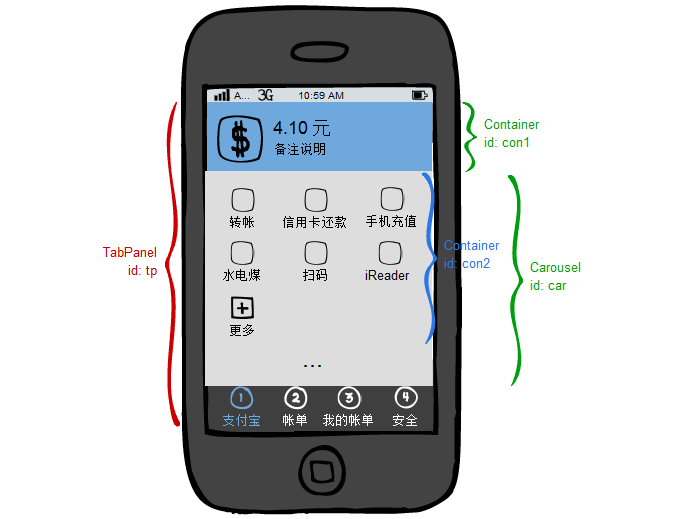 A... 3G 10:59 AM
$
4.10 元
备注说明
Container
id: con1
转帐 信用卡还款 手机充值
TabPanel
id: tp
水电煤 扫码 iReader
Container
id: con2
Carousel
id: car
更多
...
1 2 3 4
支付宝 帐单 我的帐单 安全